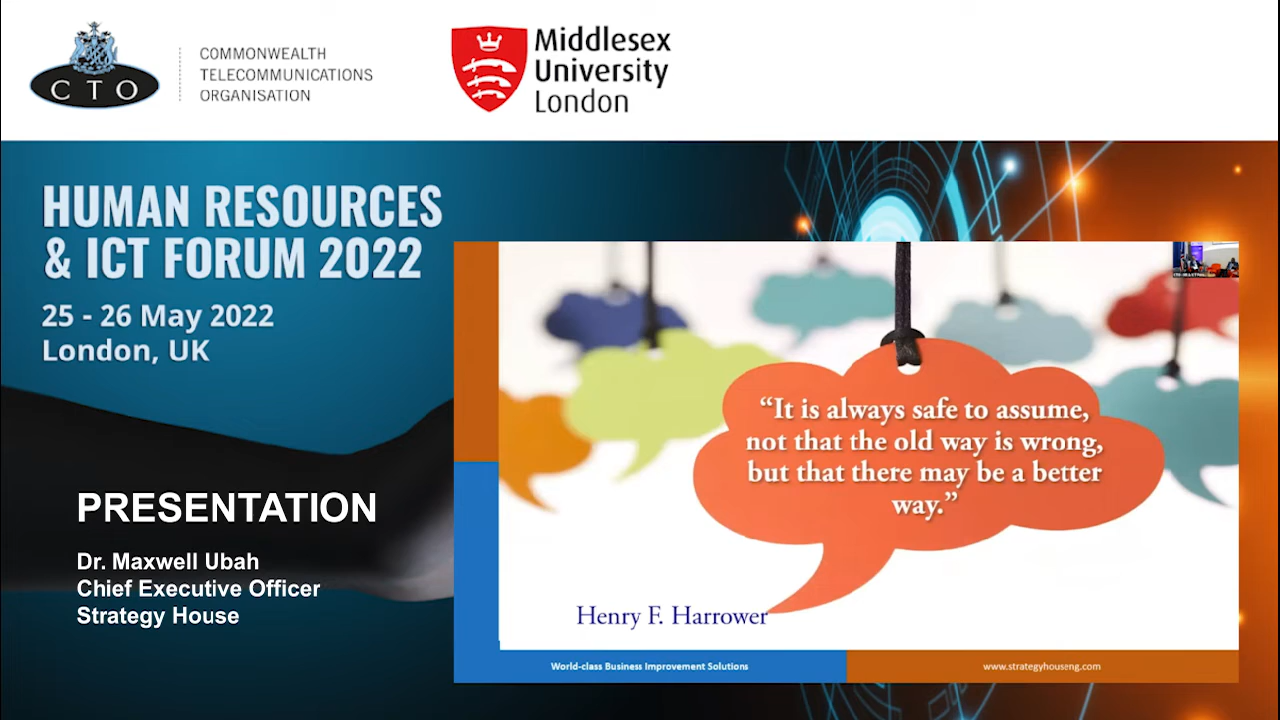 CTO
COMMONWEALTH
TELECOMMUNICATIONS
ORGANISATION
Middlesex
University
London
HUMAN RESOURCES
& ICT FORUM 2022
25 - 26 May 2022
London, UK
PRESENTATION
Dr. Maxwell Ubah
Chief Executive Officer
Strategy House
“It is always safe to assume,
not that the old way is wrong,
but that there may be a better
way.”
Henry F. Harrower
World-class Business Improvement Solutions
www.strategyhouseng.com